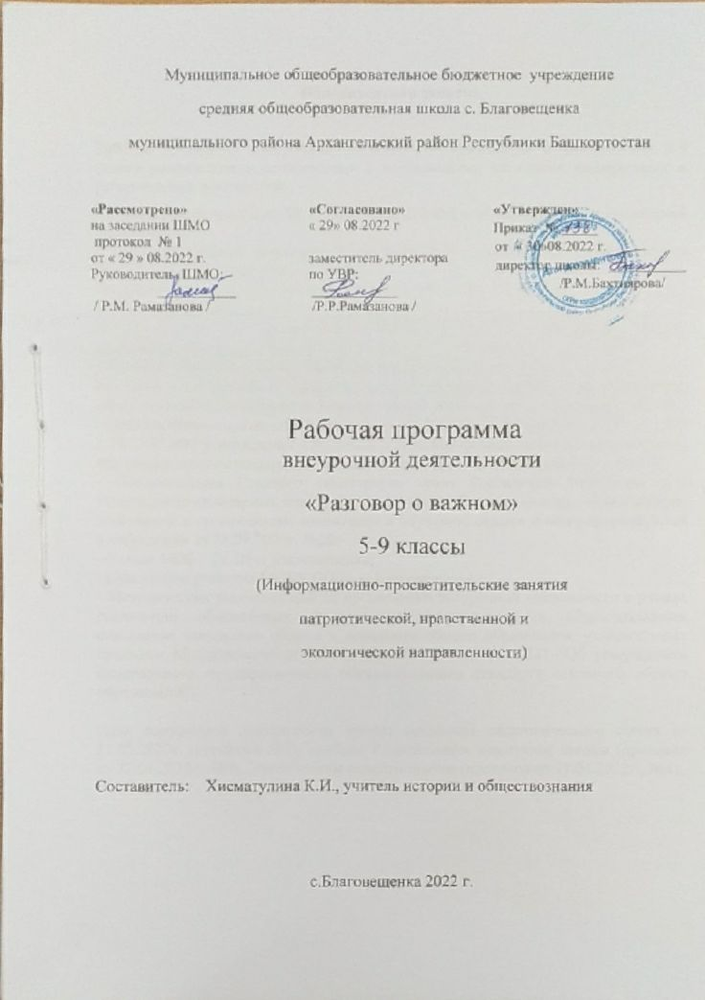 Муниципальное общеобразовательное бюджетное учреждение
средняя общеобразовательная школа с. Благовещенка
муниципального района Архангельский район Республики Башкортостан
«Рассмотрено»
на заседании ШМО
протокол № 1
от « 29 » 08.2022 г.
Руководитель ШМО:
/ Р.М. Рамазанова /
«Согласовано»
« 29» 08.2022 г
заместитель директора
по УВР:
/Р.Р.Рамазанова /
«Утвержден»
Приказ №
от « 30»08.2022 г.
директор школы:
/Р.М.Бахтиярова/
Рабочая программа
внеурочной деятельности
«Разговор о важном»
5-9 классы
(Информационно-просветительские занятия
патриотической, нравственной и
экологической направленности)
Составитель: Хисматулина К.И., учитель истории и обществознания
с.Благовещенка 2022 г.